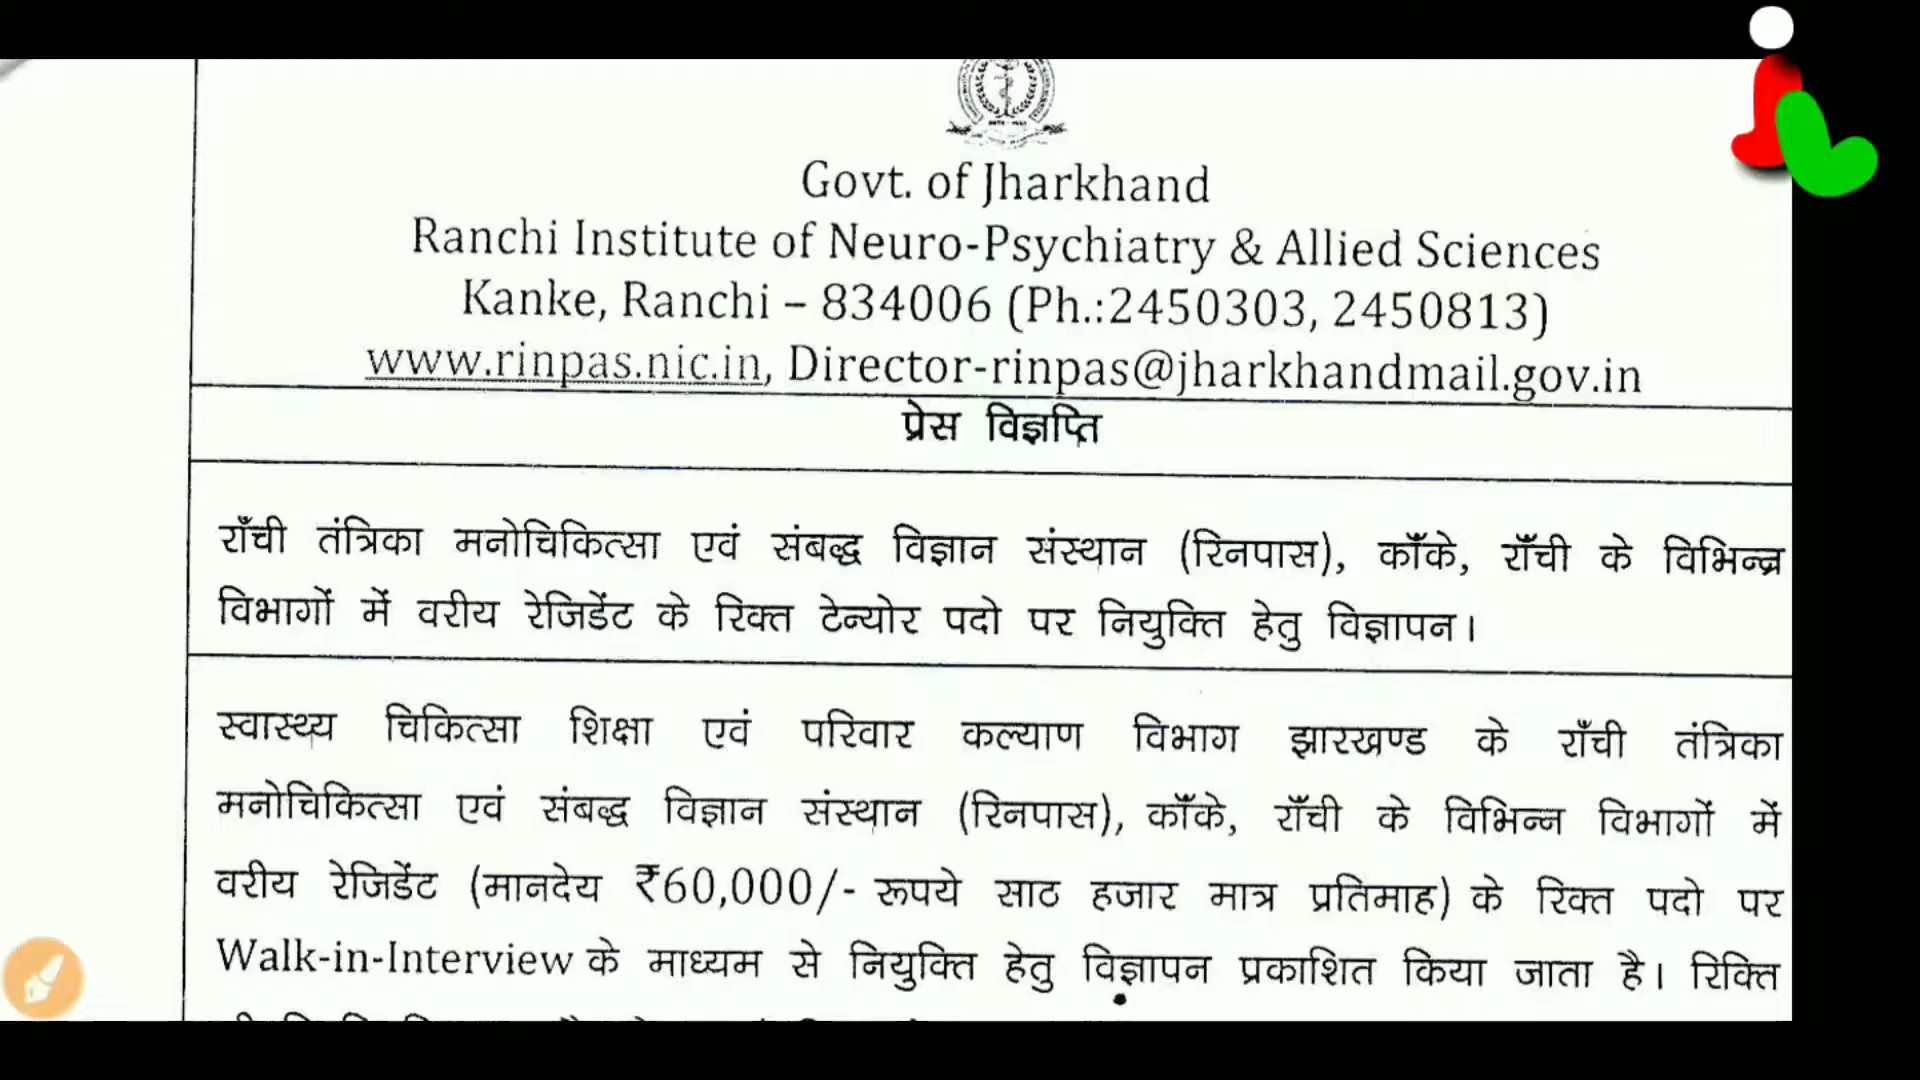 Govt. of Jharkhand
Ranchi Institute of Neuro-Psychiatry & Allied Sciences
Kanke, Ranchi – 834006 (Ph.:2450303, 2450813)
www.rinpas.nic.in, Director-rinpas@jharkhandmail.gov.in
प्रेस विज्ञप्ति
राँची तंत्रिका मनोचिकित्सा एवं संबद्ध विज्ञान संस्थान (रिनपास), काँके, राँची के विभिन्न
विभागों में वरीय रेजिडेंट के रिक्त टेन्योर पदो पर नियुक्ति हेतु विज्ञापन।
स्वास्थ्य चिकित्सा शिक्षा एवं परिवार कल्याण विभाग झारखण्ड के राँची तंत्रिका
मनोचिकित्सा एवं संबद्ध विज्ञान संस्थान (रिनपास), काँके, राँची के विभिन्न विभागों में
वरीय रेजिडेंट (मानदेय ₹60,000/- रूपये साठ हजार मात्र प्रतिमाह) के रिक्त पदो पर
Walk-in-Interview के माध्यम से नियुक्ति हेतु विज्ञापन प्रकाशित किया जाता है। रिक्ति